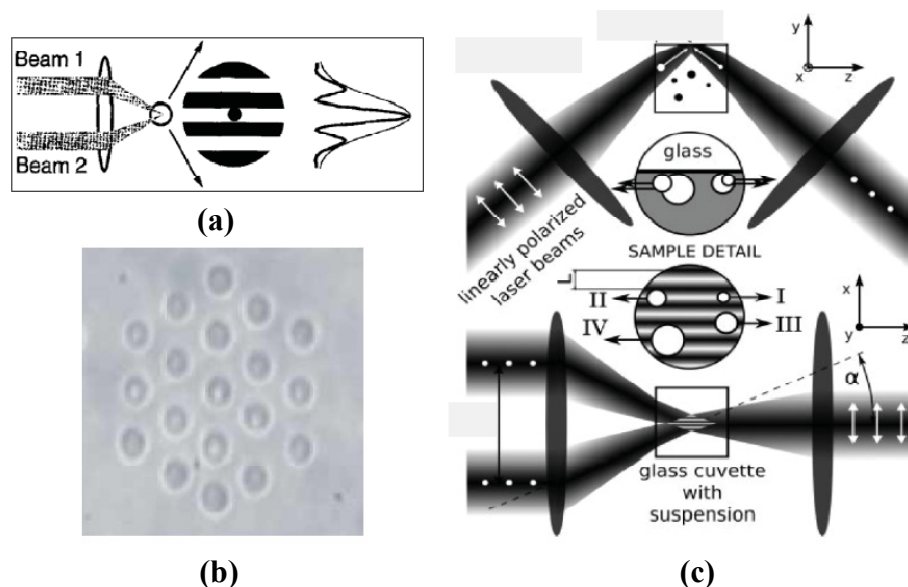 Beam 1
Beam 2
(a)
(b)
y
x
z
glass
SAMPLE DETAIL
linearly polarized
laser beams
L
II
I
IV
III
x
y
z
α
glass cuvette
with
suspension
(c)